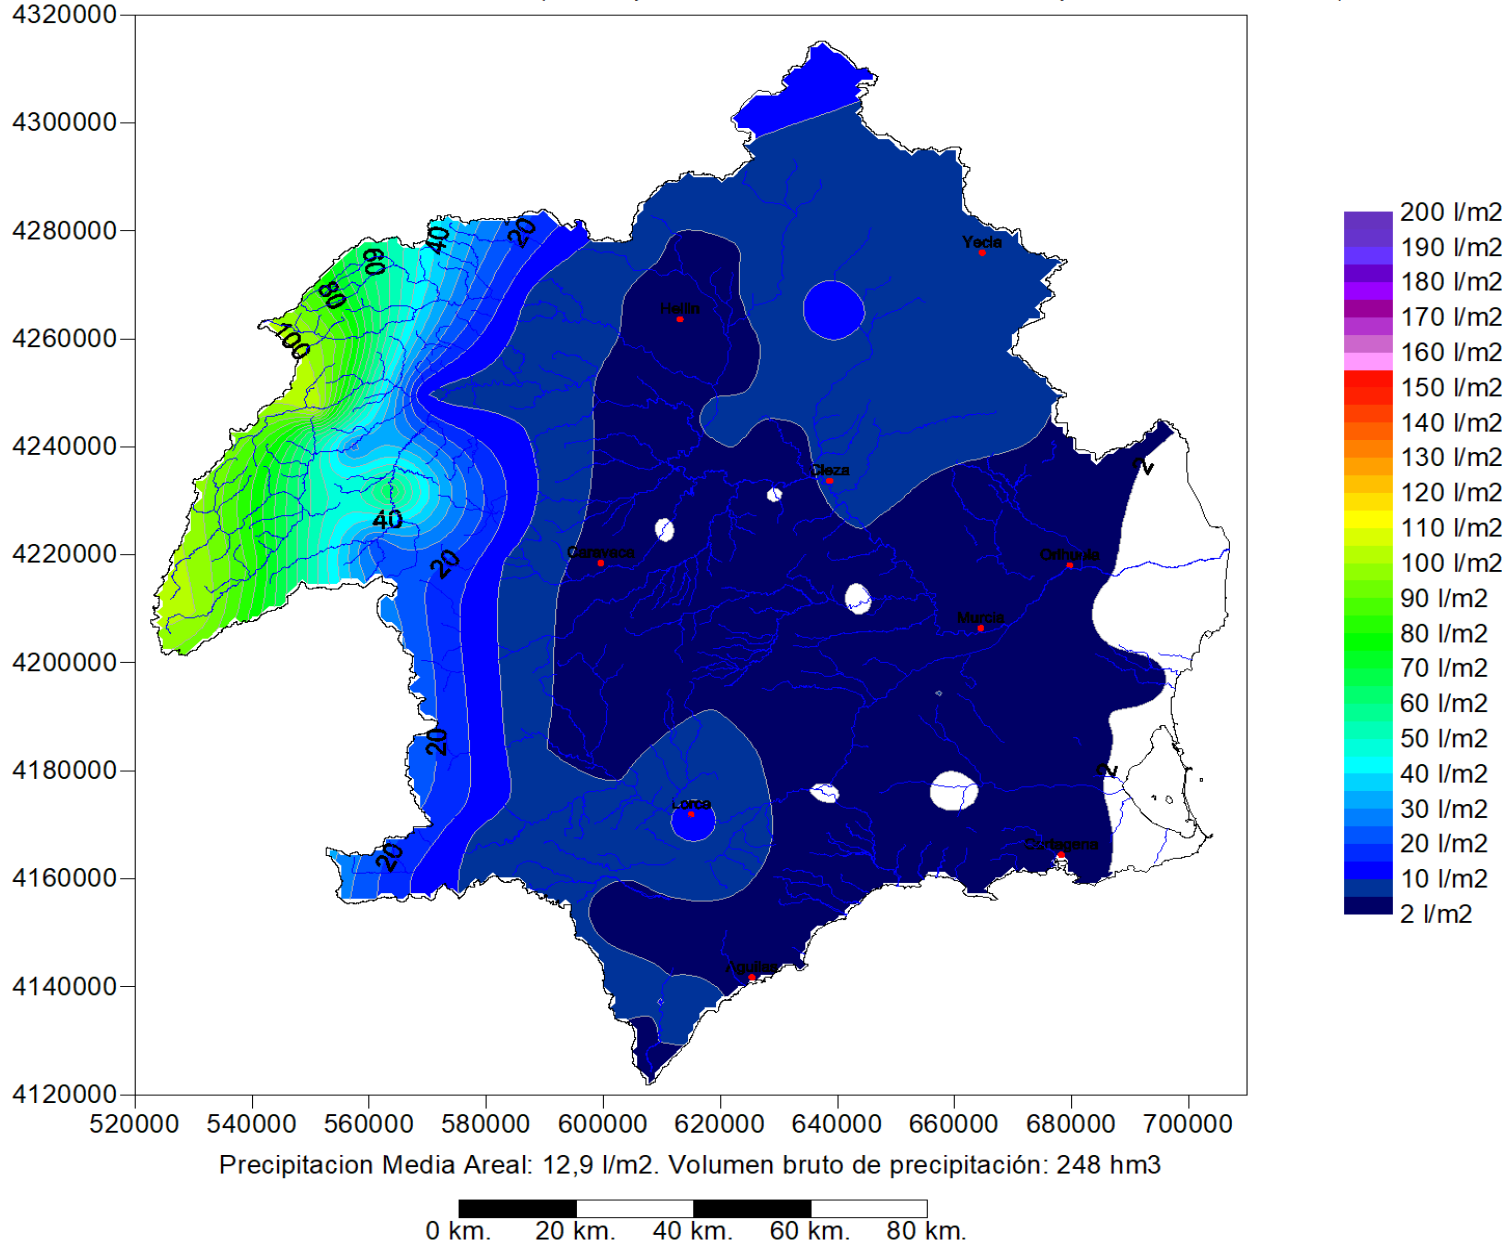 4320000
4300000
4280000
4260000
4240000
4220000
4200000
4180000
4160000
4140000
4120000
520000 540000 560000 580000 600000 620000 640000 660000 680000 700000
20
40
60
80
100
40
20
20
20
2
2
Yecla
Hellin
Cieza
Caravaca
Orihuela
Murcia
Lorca
Cartagena
Aguilas
200 l/m2
190 l/m2
180 l/m2
170 l/m2
160 l/m2
150 l/m2
140 l/m2
130 l/m2
120 l/m2
110 l/m2
100 l/m2
90 l/m2
80 l/m2
70 l/m2
60 l/m2
50 l/m2
40 l/m2
30 l/m2
20 l/m2
10 l/m2
2 l/m2
Precipitacion Media Areal: 12,9 l/m2. Volumen bruto de precipitación: 248 hm3
0 km. 20 km. 40 km. 60 km. 80 km.